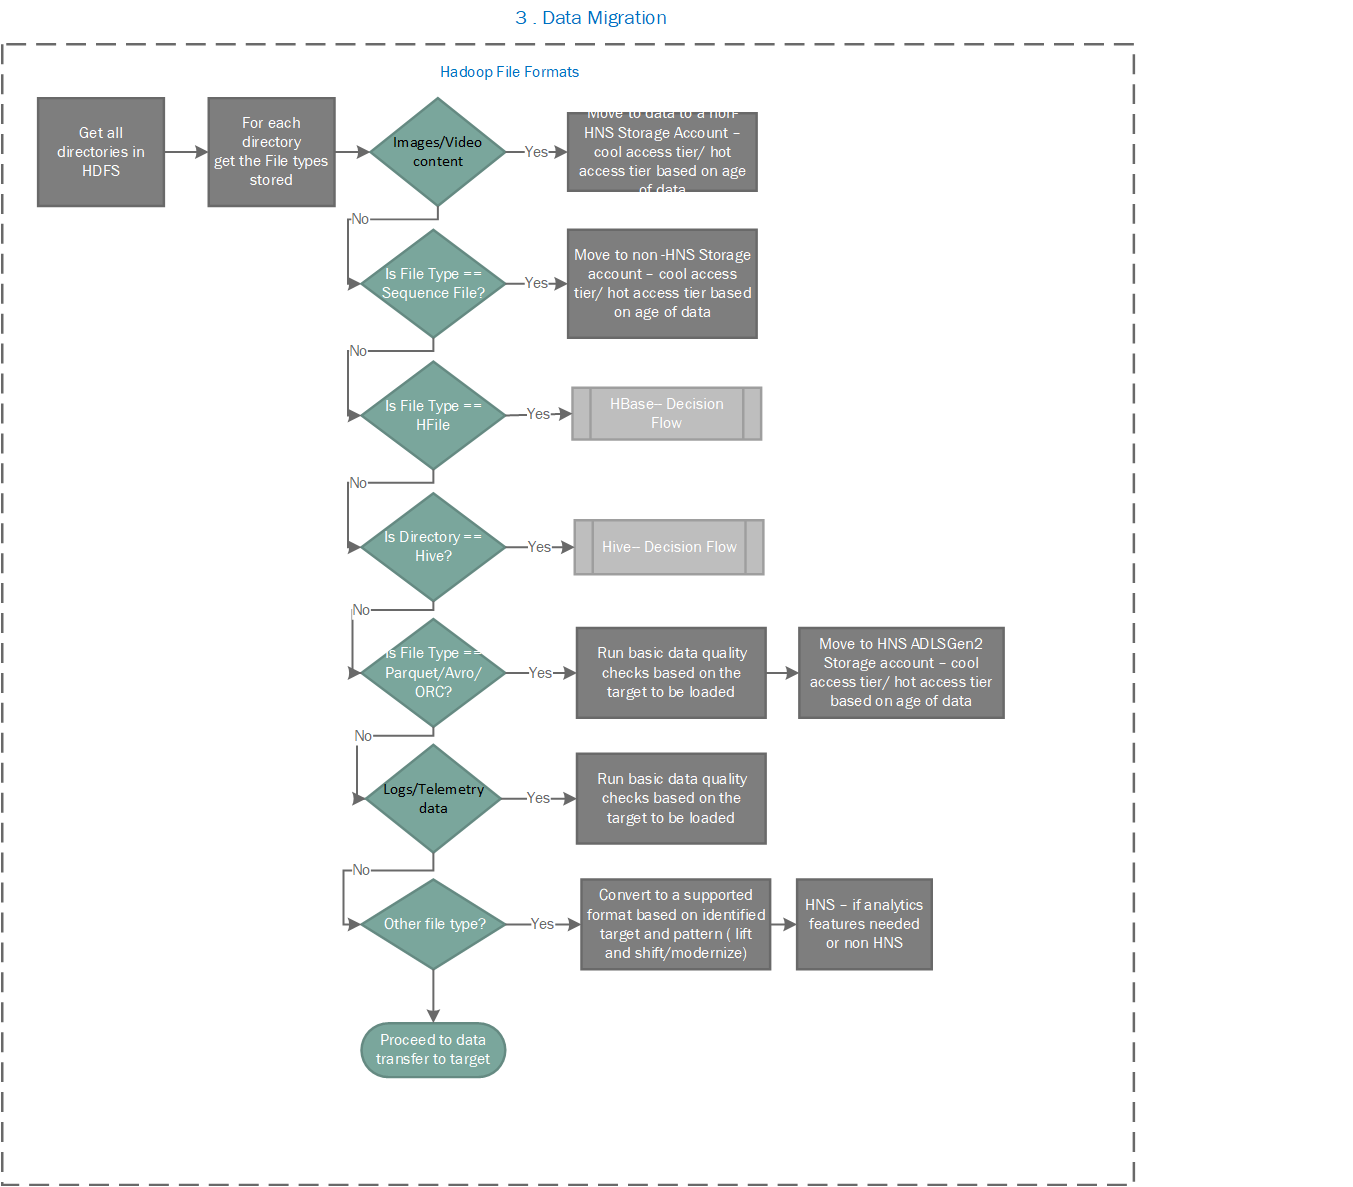 3 . Data Migration
Hadoop File Formats
Get all
directories in
HDFS
For each
directory
get the File types
stored
Images/Video
content
Yes
Move to data to a non-
HNS Storage Account –
cool access tier/ hot
access tier based on age
of data
No
Is File Type ==
Sequence File?
Yes
Move to non -HNS Storage
account – cool access
tier/ hot access tier based
on age of data
No
Is File Type ==
HFile
Yes
HBase– Decision
Flow
No
Is Directory ==
Hive?
Yes
Hive– Decision Flow
No
Is File Type ==
Parquet/Avro/
ORC?
Yes
Run basic data quality
checks based on the
target to be loaded
Move to HNS ADLSGen2
Storage account – cool
access tier/ hot access tier
based on age of data
No
Logs/Telemetry
data
Yes
Run basic data quality
checks based on the
target to be loaded
No
Other file type?
Yes
Convert to a supported
format based on identified
target and pattern ( lift
and shift/modernize)
HNS – if analytics
features needed
or non HNS
Proceed to data
transfer to target